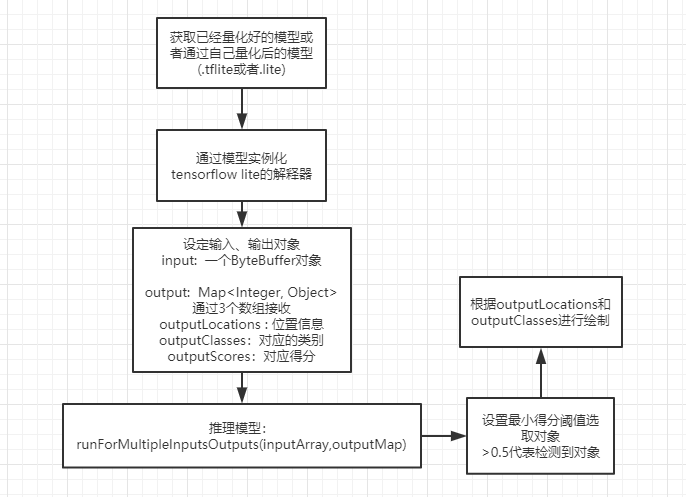 获取已经量化好的模型或
者通过自己量化后的模型
(.tflite或者.lite)
通过模型实例化
tensorflow lite的解释器
设定输入、输出对象
input: 一个ByteBuffer对象
output: Map<Integer, Object>
通过3个数组接收
outputLocations : 位置信息
outputClasses: 对应的类别
outputScores: 对应得分
推理模型:
runForMultipleInputsOutputs(inputArray,outputMap)
设置最小得分阈值选
取对象
>0.5代表检测到对象
根据outputLocations和
outputClasses进行绘制